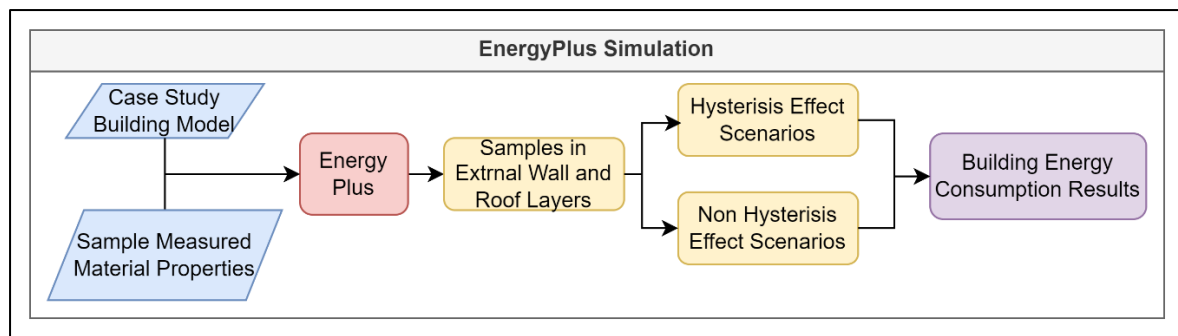 EnergyPlus Simulation
Case Study
Building Model
Sample Measured
Material Properties
Energy
Plus
Samples in
Extrnal Wall and
Roof Layers
Hysterisis Effect
Scenarios
Non Hysterisis
Effect Scenarios
Building Energy
Consumption Results